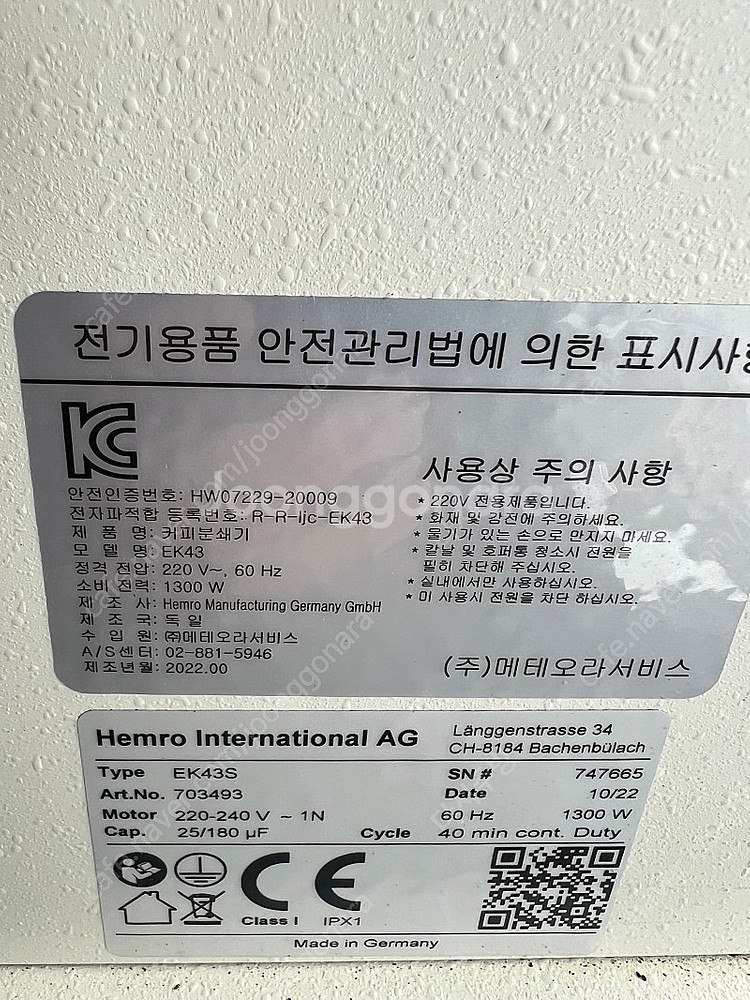 전기용품 안전관리법에 의한 표시사항
안전인증번호: HW07229-20009
전자파적합 등록번호: R-R-ljc-EK43
제 품 명: 커피분쇄기
모 델 명: EK43
정격 전압: 220 V~, 60 Hz
소비 전력: 1300 W
제 조 사: Hemro Manufacturing Germany GmbH
제 조 국: 독일
수 입 원: ㈜메테오라서비스
A/S센터: 02-881-5946
제조년월: 2022.00
사용상 주의 사항
* 220V 전용제품입니다.
* 화재 및 감전에 주의하세요.
* 물기가 있는 손으로 만지지 마세요.
* 칼날 및 호퍼통 청소시 전원을
필히 차단해 주십시오.
* 실내에서만 사용하십시오.
* 미 사용시 전원을 차단 하십시오.
(주)메테오라서비스
Hemro International AG
Länggenstrasse 34
CH-8184 Bachenbülach
Type EK43S SN # 747665
Art.No. 703493 Date 10/22
Motor 220-240 V ~ 1N 60 Hz 1300 W
Cap. 25/180 µF Cycle 40 min cont. Duty
CE
Class I IPX1
Made in Germany